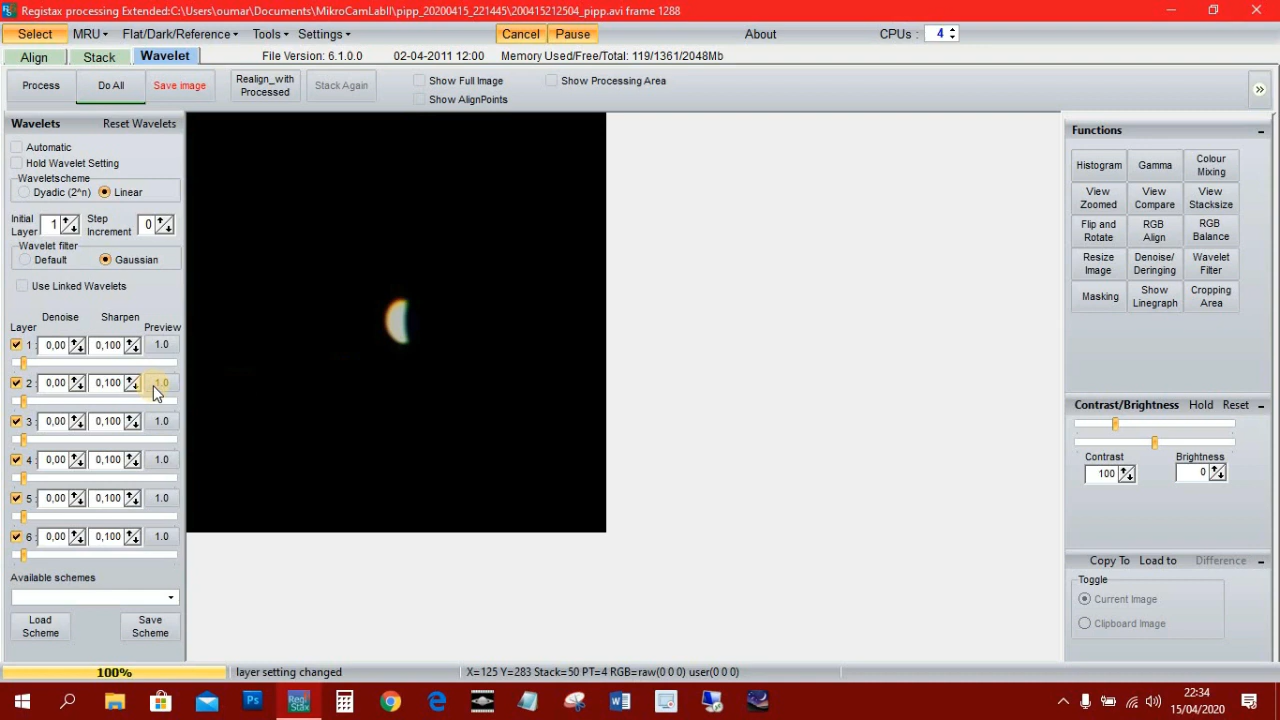 Registax processing Extended:C:\Users\oumar\Documents\MikroCamLabII\pipp_20200415_221445\200415212504_pipp.avi frame 1288
Select MRU Flat/Dark/Reference Tools Settings Cancel Pause About CPUs : 4
Align Stack Wavelet File Version: 6.1.0.0 02-04-2011 12:00 Memory Used/Free/Total: 119/1361/2048Mb
Process Do All Save image Realign_with Processed Stack Again Show Full Image Show Processing Area
Show AlignPoints »
Wavelets Reset Wavelets
Automatic
Hold Wavelet Setting
Waveletscheme
Dyadic (2^n) Linear
Initial Layer 1 Step Increment 0
Wavelet filter
Default Gaussian
Use Linked Wavelets
Denoise Sharpen
Layer Preview
1 : 0,00 0,100 1.0
2 : 0,00 0,100 1.0
3 : 0,00 0,100 1.0
4 : 0,00 0,100 1.0
5 : 0,00 0,100 1.0
6 : 0,00 0,100 1.0
Available schemes
Load Scheme Save Scheme
Functions
Histogram Gamma Colour Mixing
View Zoomed View Compare View Stacksize
Flip and Rotate RGB Align RGB Balance
Resize Image Denoise/ Deringing Wavelet Filter
Masking Show Linegraph Cropping Area
Contrast/Brightness Hold Reset
Contrast Brightness
100 0
Copy To Load to Difference
Toggle
Current Image
Clipboard Image
100% layer setting changed X=125 Y=283 Stack=50 PT=4 RGB=raw(0 0 0) user(0 0 0)
Ps Regi Stax 22:34
15/04/2020